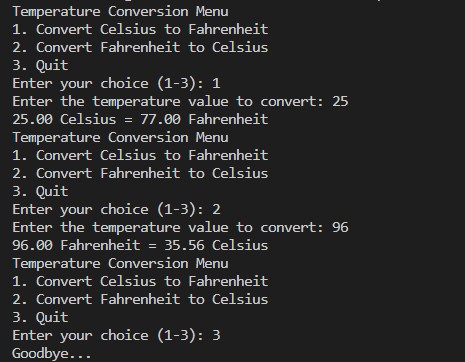 Temperature Conversion Menu
1. Convert Celsius to Fahrenheit
2. Convert Fahrenheit to Celsius
3. Quit
Enter your choice (1-3): 1
Enter the temperature value to convert: 25
25.00 Celsius = 77.00 Fahrenheit
Temperature Conversion Menu
1. Convert Celsius to Fahrenheit
2. Convert Fahrenheit to Celsius
3. Quit
Enter your choice (1-3): 2
Enter the temperature value to convert: 96
96.00 Fahrenheit = 35.56 Celsius
Temperature Conversion Menu
1. Convert Celsius to Fahrenheit
2. Convert Fahrenheit to Celsius
3. Quit
Enter your choice (1-3): 3
Goodbye...